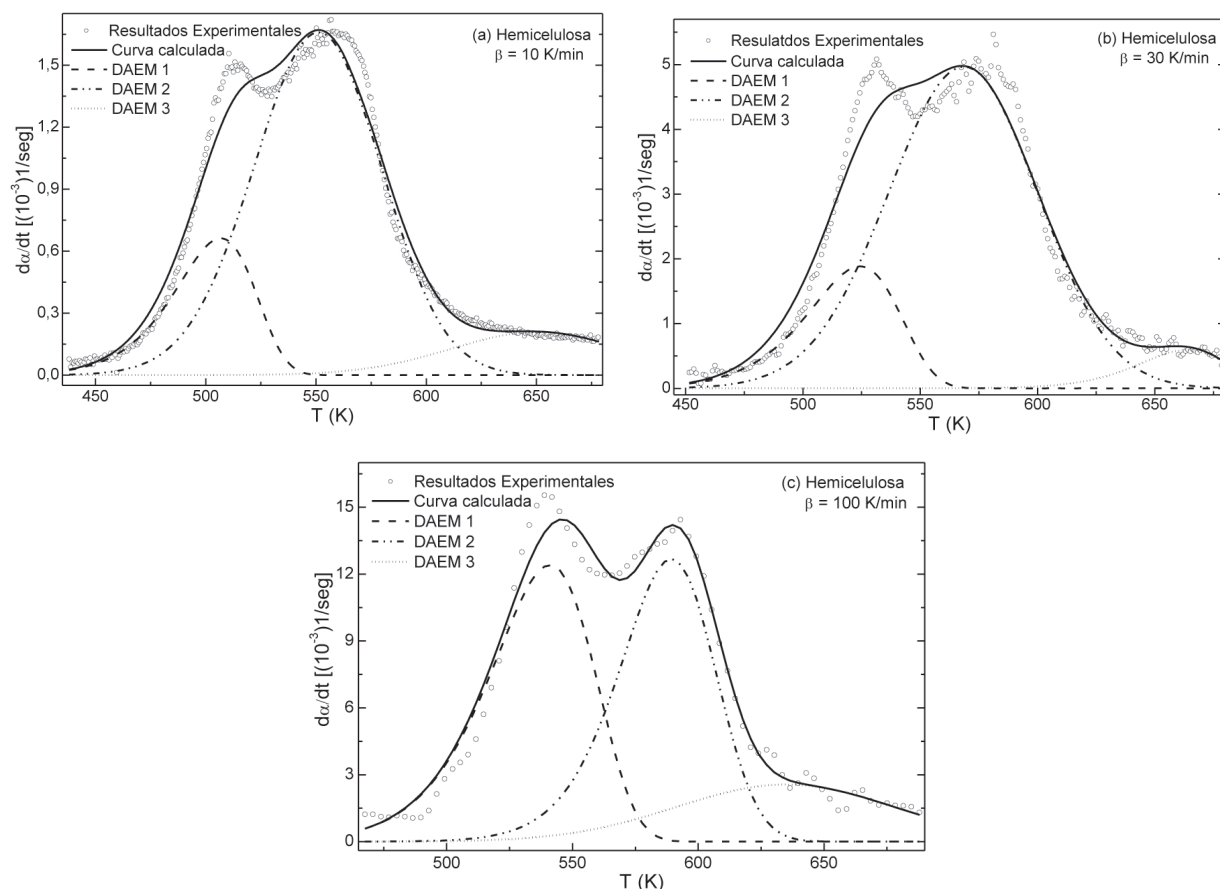 Resultados Experimentales
Curva calculada
DAEM 1
DAEM 2
DAEM 3
(a) Hemicelulosa
β = 10 K/min
dα/dt [(10⁻³)1/seg]
1,5
1,2
0,9
0,6
0,3
0,0
450 500 550 600 650
T (K)
Resulatdos Experimentales
Curva calculada
DAEM 1
DAEM 2
DAEM 3
(b) Hemicelulosa
β = 30 K/min
dα/dt [(10⁻³)1/seg]
6
5
4
3
2
1
0
450 500 550 600 650
T (K)
Resultados Experimentales
Curva calculada
DAEM 1
DAEM 2
DAEM 3
(c) Hemicelulosa
β = 100 K/min
dα/dt [(10⁻³)1/seg]
15
12
9
6
3
0
500 550 600 650
T (K)